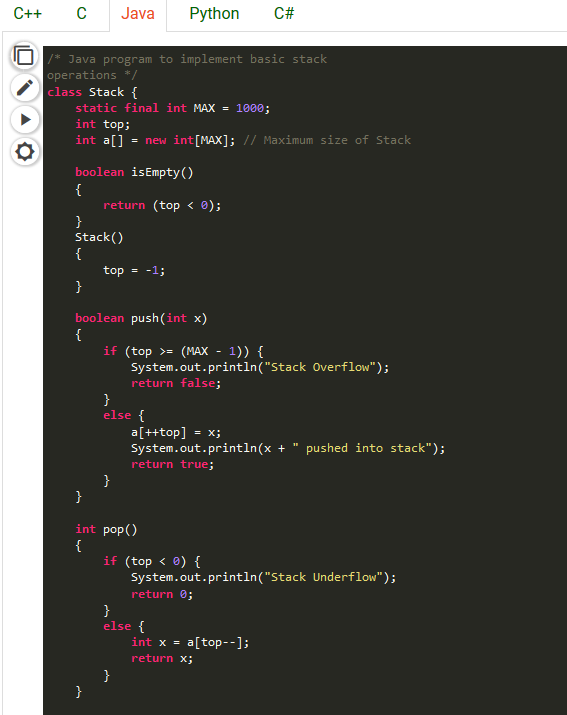 C++ C Java Python C#
/* Java program to implement basic stack
operations */
class Stack {
    static final int MAX = 1000;
    int top;
    int a[] = new int[MAX]; // Maximum size of Stack

    boolean isEmpty()
    {
        return (top < 0);
    }
    Stack()
    {
        top = -1;
    }

    boolean push(int x)
    {
        if (top >= (MAX - 1)) {
            System.out.println("Stack Overflow");
            return false;
        }
        else {
            a[++top] = x;
            System.out.println(x + " pushed into stack");
            return true;
        }
    }

    int pop()
    {
        if (top < 0) {
            System.out.println("Stack Underflow");
            return 0;
        }
        else {
            int x = a[top--];
            return x;
        }
    }